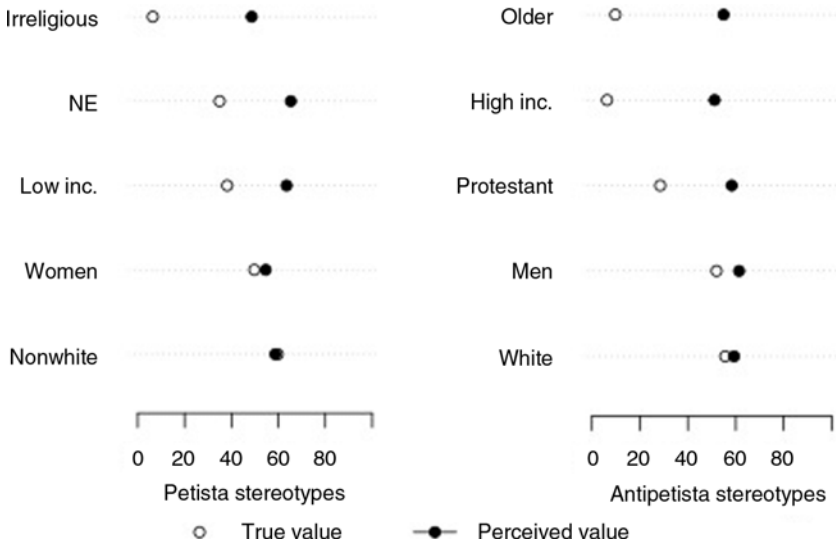 Irreligious
NE
Low inc.
Women
Nonwhite
0 20 40 60 80
Petista stereotypes
Older
High inc.
Protestant
Men
White
0 20 40 60 80
Antipetista stereotypes
True value Perceived value